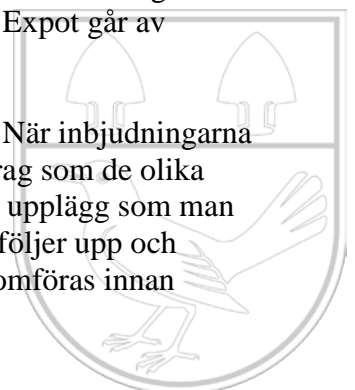 Expot går av
När inbjudningarna
rag som de olika
upplägg som man
följer upp och
omföras innan